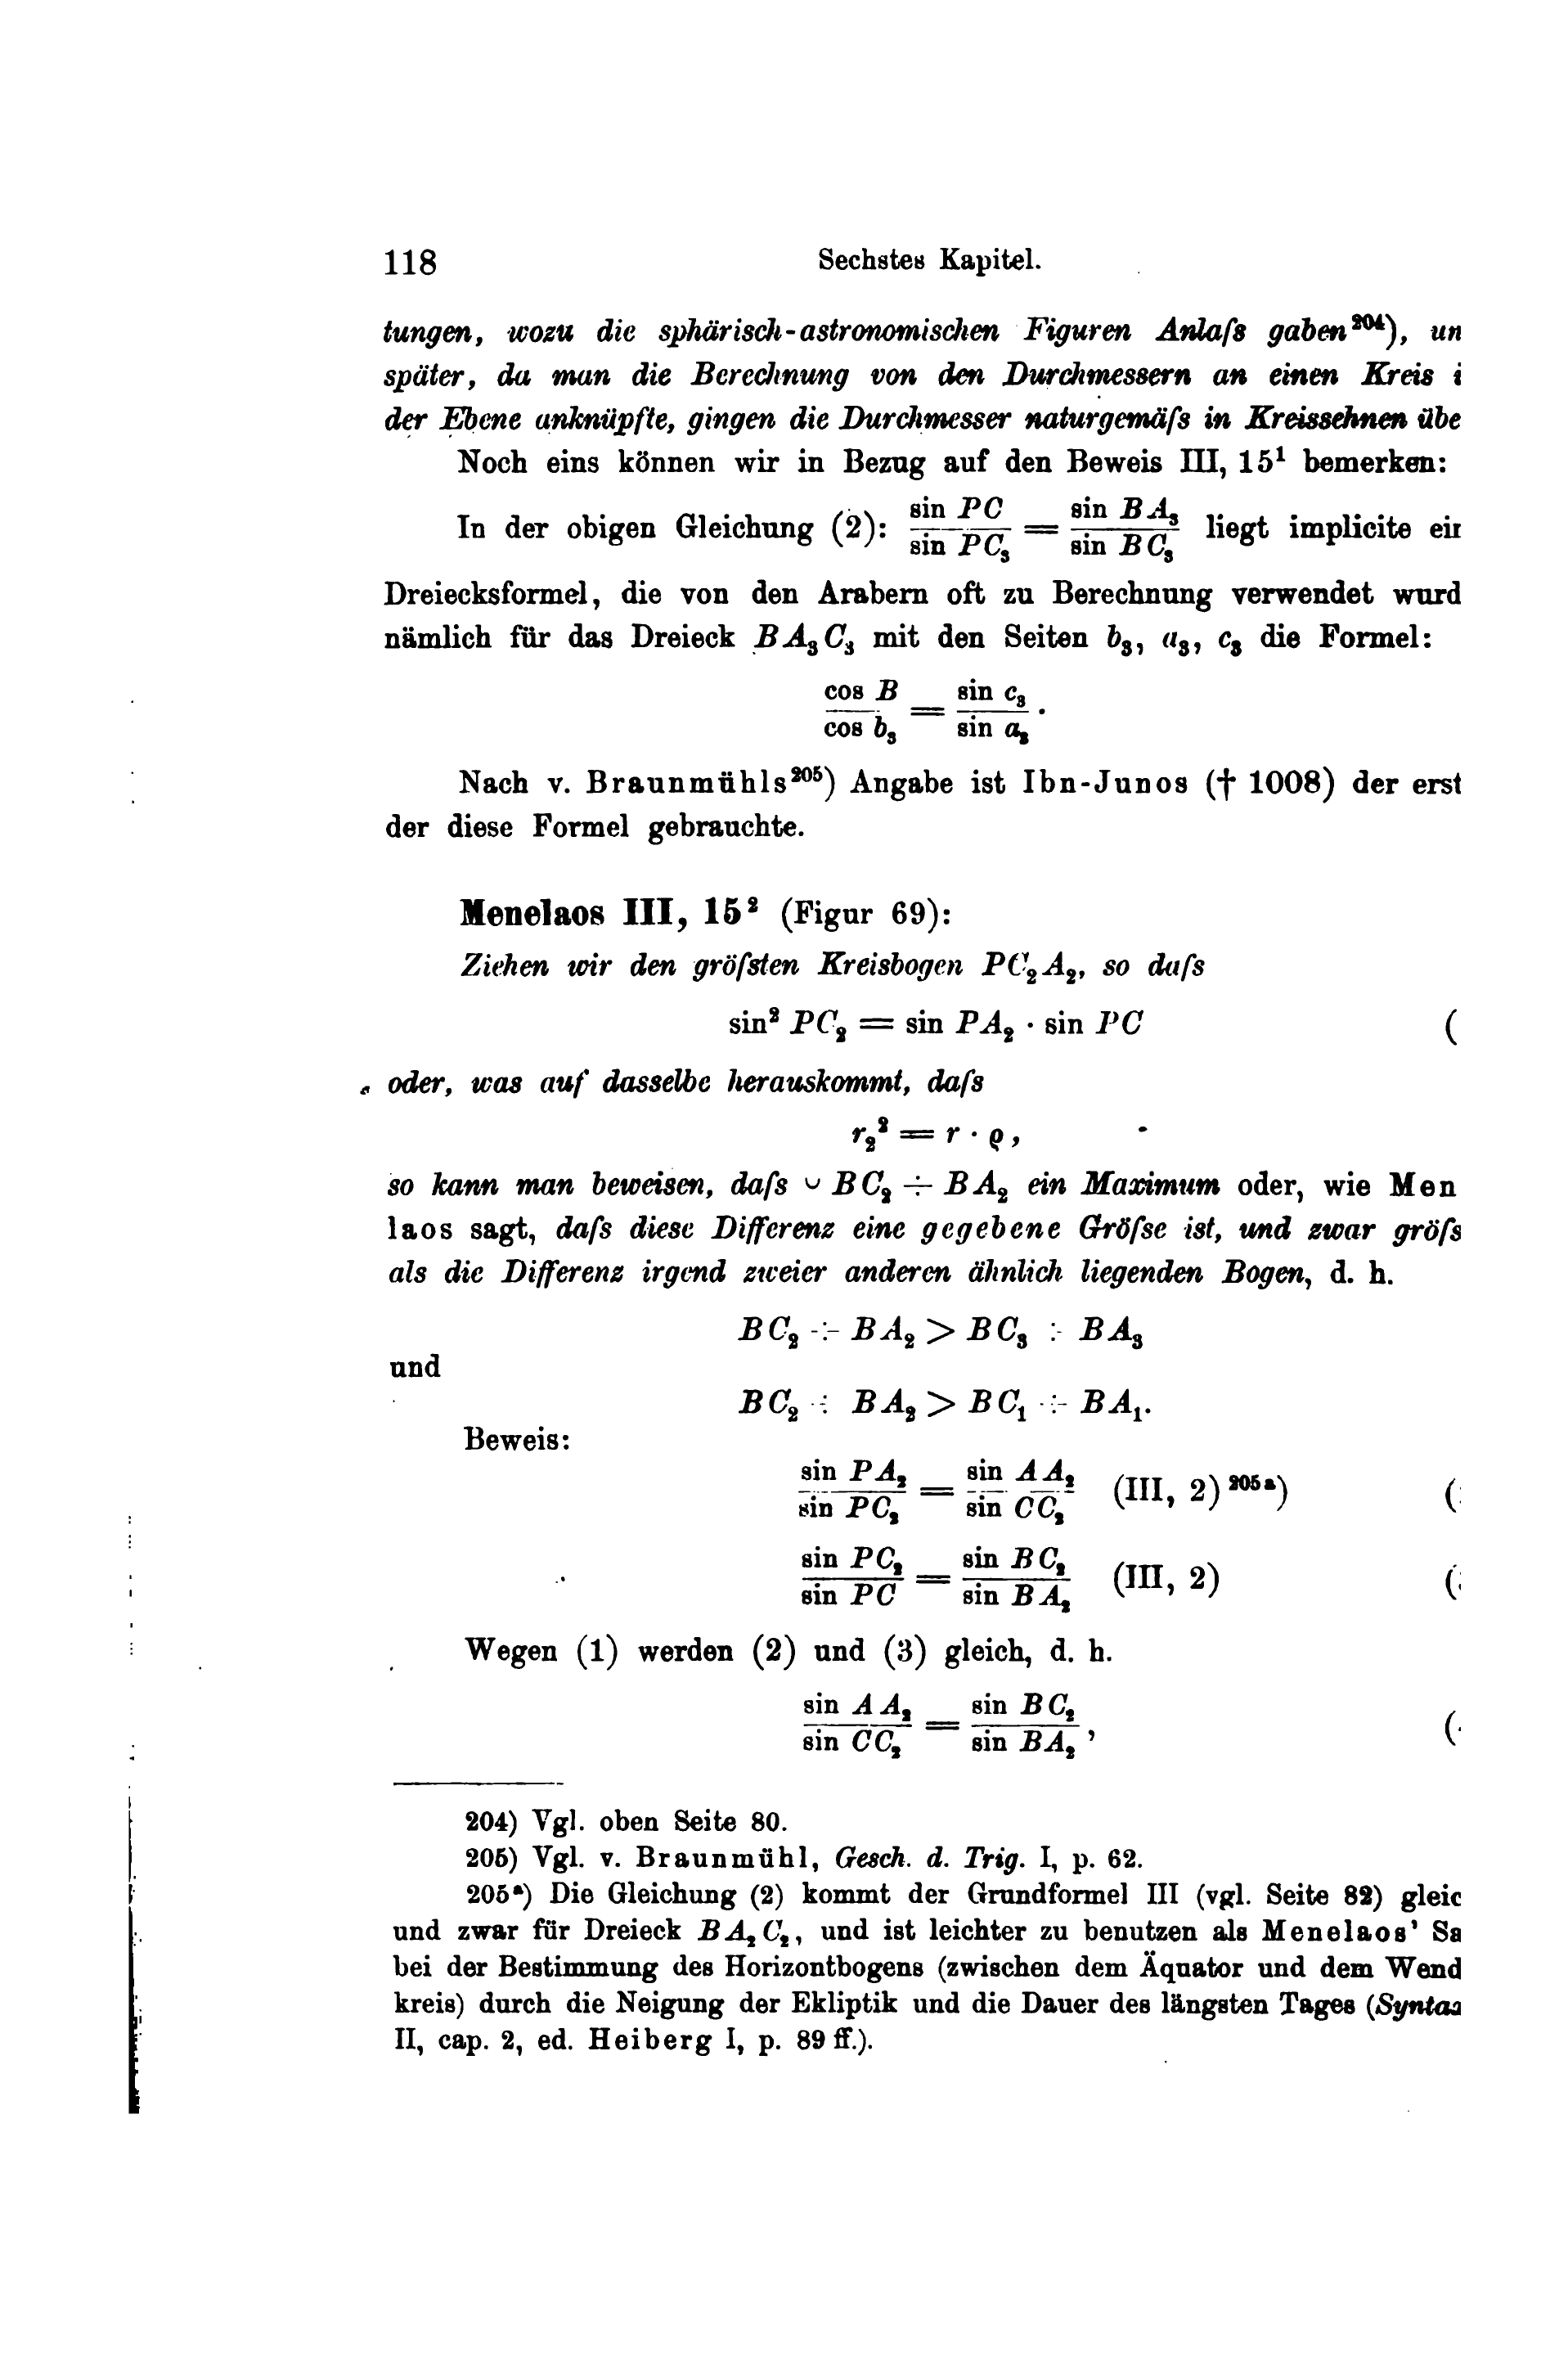 118 Sechstes Kapitel.
tungen, wozu die sphärisch-astronomischen Figuren Anlaſs gaben²⁰⁴), un
später, da man die Berechnung von den Durchmessern an einen Kreis i
der Ebene anknüpfte, gingen die Durchmesser naturgemäſs in Kreissehnen übe
Noch eins können wir in Bezug auf den Beweis III, 15¹ bemerken:
In der obigen Gleichung (2): sin PC / sin PC₃ = sin BA₃ / sin BC₃ liegt implicite ein
Dreiecksformel, die von den Arabern oft zu Berechnung verwendet wurd
nämlich für das Dreieck BA₃C₃ mit den Seiten b₃, a₃, c₃ die Formel:
cos B / cos b₃ = sin c₃ / sin a₃.
Nach v. Braunmühls²⁰⁵) Angabe ist Ibn-Junos († 1008) der erst
der diese Formel gebrauchte.
Menelaos III, 15² (Figur 69):
Ziehen wir den gröſsten Kreisbogen PC₂A₂, so daſs
sin² PC₂ = sin PA₂ · sin PC (
oder, was auf dasselbe herauskommt, daſs
r₂² = r · ϱ,
so kann man beweisen, daſs ◡ BC₂ ÷ BA₂ ein Maximum oder, wie Men
laos sagt, daſs diese Differenz eine gegebene Gröſse ist, und zwar gröſs
als die Differenz irgend zweier anderen ähnlich liegenden Bogen, d. h.
BC₂ ÷ BA₂ > BC₃ ÷ BA₃
und
BC₂ ÷ BA₂ > BC₁ ÷ BA₁.
Beweis:
sin PA₂ / sin PC₂ = sin AA₂ / sin CC₂ (III, 2)²⁰⁵ᵃ) (
sin PC₂ / sin PC = sin BC₂ / sin BA₂ (III, 2) (
Wegen (1) werden (2) und (3) gleich, d. h.
sin AA₂ / sin CC₂ = sin BC₂ / sin BA₂, (
204) Vgl. oben Seite 80.
205) Vgl. v. Braunmühl, Gesch. d. Trig. I, p. 62.
205ᵃ) Die Gleichung (2) kommt der Grundformel III (vgl. Seite 82) gleic
und zwar für Dreieck BA₂C₂, und ist leichter zu benutzen als Menelaos' Sa
bei der Bestimmung des Horizontbogens (zwischen dem Äquator und dem Wend
kreis) durch die Neigung der Ekliptik und die Dauer des längsten Tages (Syntax
II, cap. 2, ed. Heiberg I, p. 89 ff.).